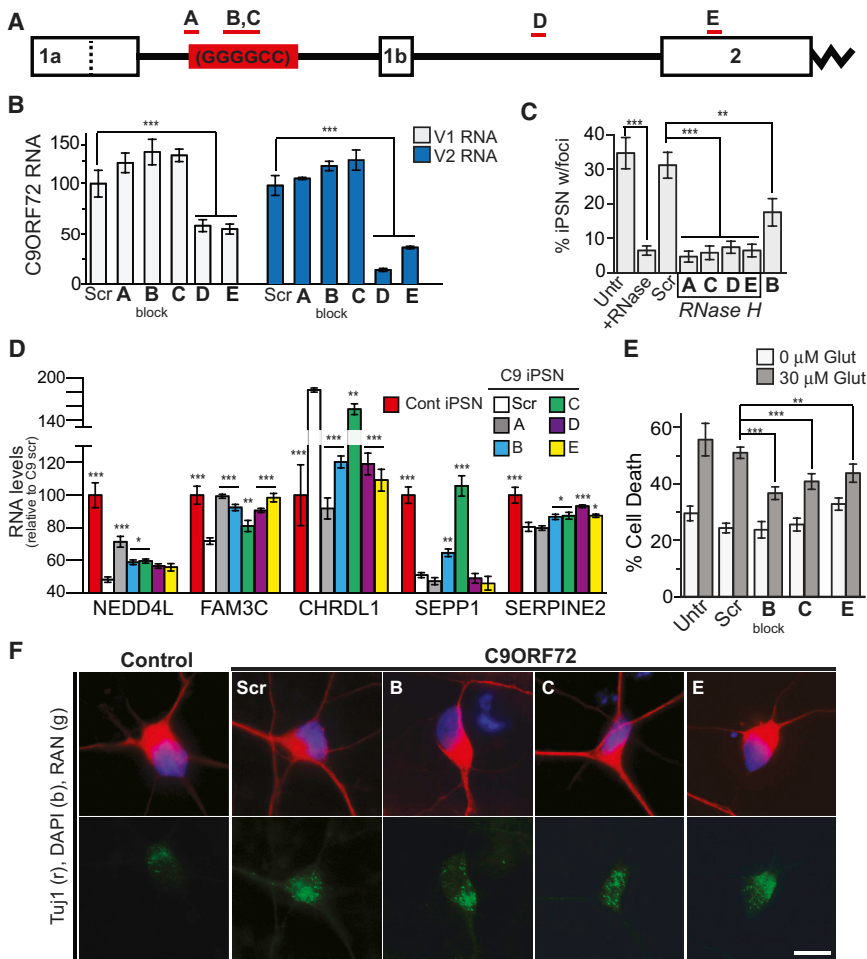 A
A B,C D E
1a (GGGGCC) 1b 2
B
C9ORF72 RNA
150
100
50
0
*** ***
V1 RNA
V2 RNA
Scr A B C D E Scr A B C D E
block block
C
% iPSN w/foci
40
30
20
10
0
*** *** **
Untr +RNase Scr A C D E B
RNase H
D
RNA levels
(relative to C9 scr)
200
140
120
100
80
60
40
Cont iPSN
C9 iPSN
Scr C
A D
B E
*** *** * *** *** ** *** *** *** ** *** *** ** *** *** * *** *
NEDD4L FAM3C CHRDL1 SEPP1 SERPINE2
E
0 µM Glut
30 µM Glut
% Cell Death
60
40
20
0
*** *** **
Untr Scr B C E
block
F
Control C9ORF72
Scr B C E
Tuj1 (r), DAPI (b), RAN (g)